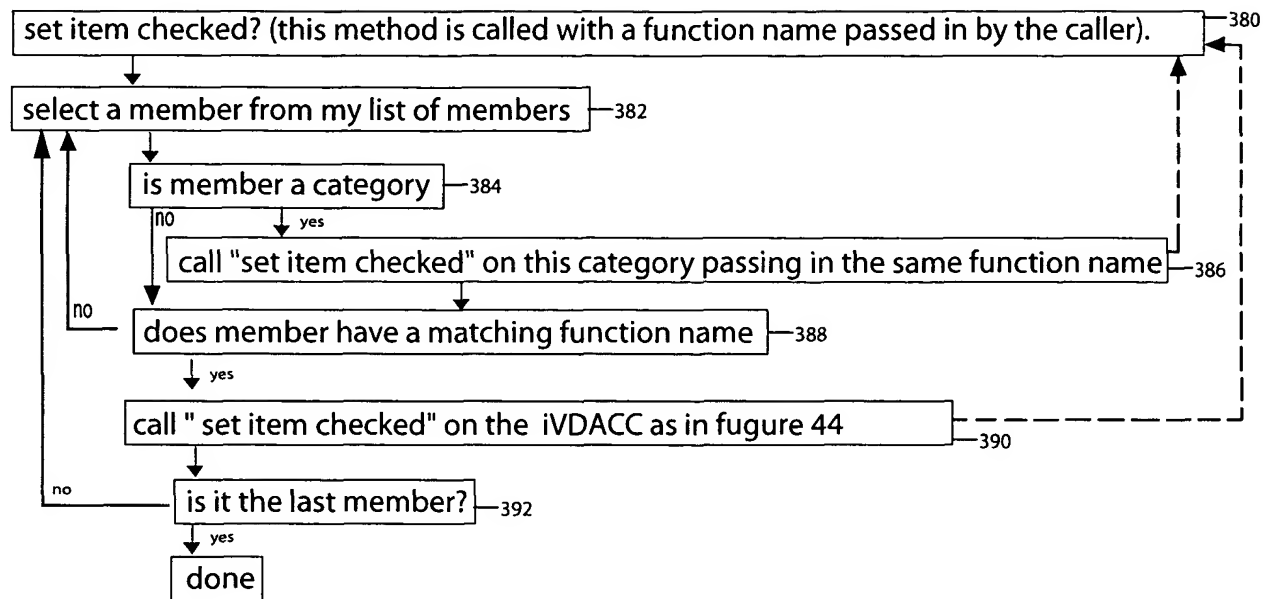 set item checked? (this method is called with a function name passed in by the caller).
380
select a member from my list of members
382
is member a category
384
no
yes
call "set item checked" on this category passing in the same function name
386
no
does member have a matching function name
388
yes
call " set item checked" on the iVDACC as in fugure 44
390
no
is it the last member?
392
yes
done